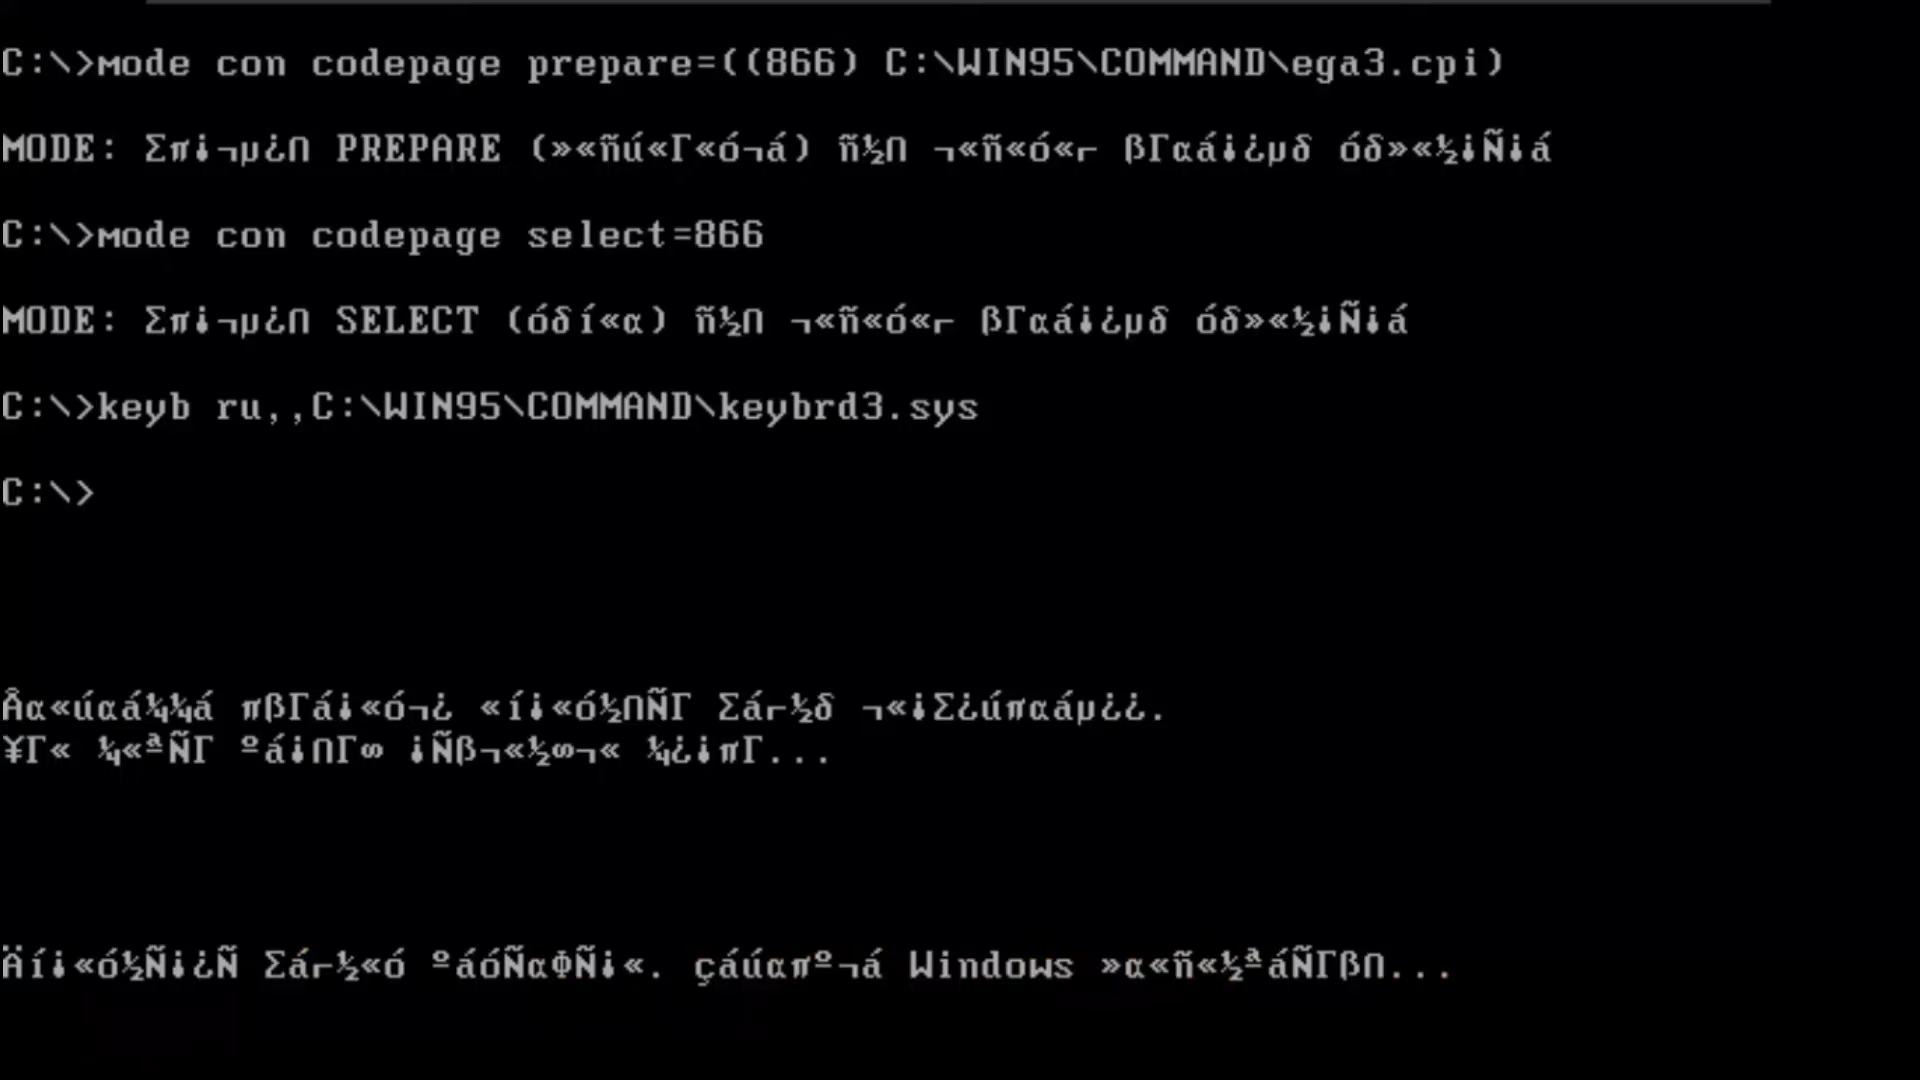 C:\>mode con codepage prepare=((866) C:\WIN95\COMMAND\ega3.cpi)
MODE: Σπ¡¬µ¿∩ PREPARE (»«ñú«Γ«ó¬á) ñ½∩ ¬«ñ«ó«⌐ ßΓαá¡¿µδ óδ»«½¡Ñ¡á
C:\>mode con codepage select=866
MODE: Σπ¡¬µ¿∩ SELECT (óδí«α) ñ½∩ ¬«ñ«ó«⌐ ßΓαá¡¿µδ óδ»«½¡Ñ¡á
C:\>keyb ru,,C:\WIN95\COMMAND\keybrd3.sys
C:\>
Åα«úαá¼¼á πßΓá¡«ó¬¿ «í¡«ó½∩ÑΓ Σá⌐½δ ¬«¡Σ¿úπαáµ¿¿.
¥Γ« ¼«ªÑΓ ºá¡∩Γ∞ ¡Ñß¬«½∞¬« ¼¿¡πΓ...
Äí¡«ó½Ñ¡¿Ñ Σá⌐½«ó ºáóÑαΦÑ¡«. çáúαπº¬á Windows »α«ñ«½ªáÑΓß∩...